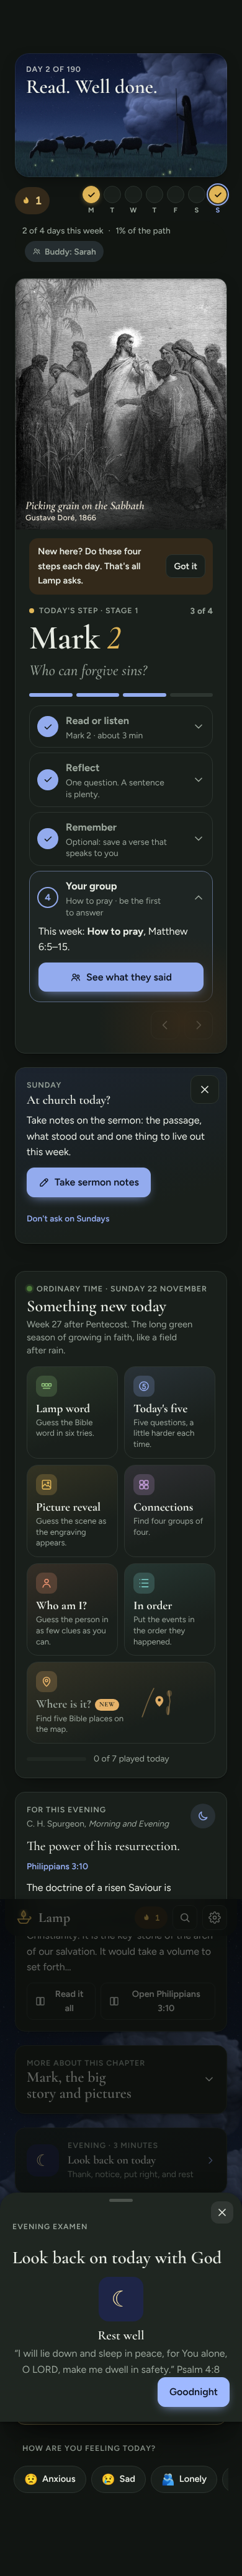 DAY 2 OF 190
Read. Well done.
1
M T W T F S S
2 of 4 days this week · 1% of the path
Buddy: Sarah
Picking grain on the Sabbath
Gustave Doré, 1866
New here? Do these four
steps each day. That's all
Lamp asks.
Got it
TODAY'S STEP · STAGE 1
3 of 4
Mark 2
Who can forgive sins?
Read or listen
Mark 2 · about 3 min
Reflect
One question. A sentence
is plenty.
Remember
Optional: save a verse that
speaks to you
4
Your group
How to pray · be the first
to answer
This week: How to pray, Matthew
6:5–15.
See what they said
SUNDAY
At church today?
Take notes on the sermon: the passage,
what stood out and one thing to live out
this week.
Take sermon notes
Don't ask on Sundays
ORDINARY TIME · SUNDAY 22 NOVEMBER
Something new today
Week 27 after Pentecost. The long green
season of growing in faith, like a field
after rain.
Lamp word
Guess the Bible
word in six tries.
Today's five
Five questions, a
little harder each
time.
Picture reveal
Guess the scene as
the engraving
appears.
Connections
Find four groups of
four.
Who am I?
Guess the person in
as few clues as you
can.
In order
Put the events in
the order they
happened.
Where is it? NEW
Find five Bible places on
the map.
0 of 7 played today
FOR THIS EVENING
C. H. Spurgeon, Morning and Evening
The power of his resurrection.
Philippians 3:10
The doctrine of a risen Saviour is
Lamp
1
Christianity. It is the key-stone of the arch
of our salvation. It would take a volume to
set forth…
Read it
all
Open Philippians
3:10
MORE ABOUT THIS CHAPTER
Mark, the big
story and pictures
EVENING · 3 MINUTES
Look back on today
Thank, notice, put right, and rest
EVENING EXAMEN
Look back on today with God
Rest well
“I will lie down and sleep in peace, for You alone,
O LORD, make me dwell in safety.” Psalm 4:8
Goodnight
HOW ARE YOU FEELING TODAY?
Anxious
Sad
Lonely